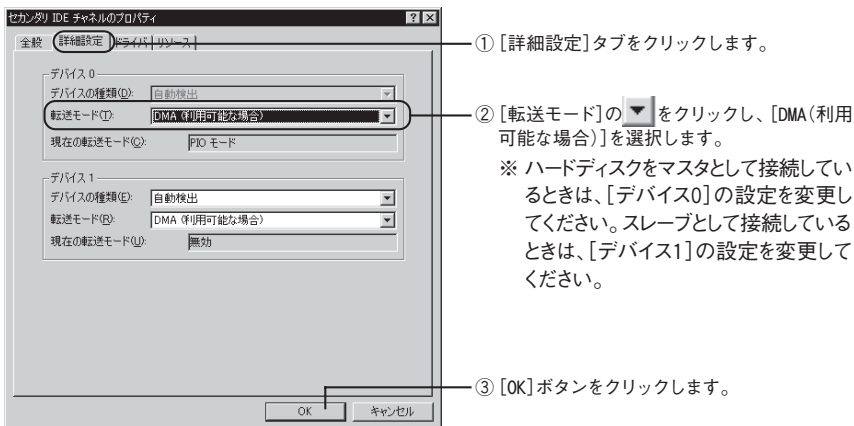 セカンダリ IDE チャネルのプロパティ
全般 詳細設定 ドライバ リソース
デバイス 0
デバイスの種類(D): 自動検出
転送モード(T): DMA (利用可能な場合)
現在の転送モード(C): PIO モード
デバイス 1
デバイスの種類(E): 自動検出
転送モード(R): DMA (利用可能な場合)
現在の転送モード(U): 無効
OK キャンセル
① [詳細設定]タブをクリックします。
② [転送モード]の▼をクリックし、[DMA(利用
可能な場合)]を選択します。
※ ハードディスクをマスタとして接続してい
るときは、[デバイス0]の設定を変更し
てください。スレーブとして接続している
ときは、[デバイス1]の設定を変更して
ください。
③ [OK]ボタンをクリックします。